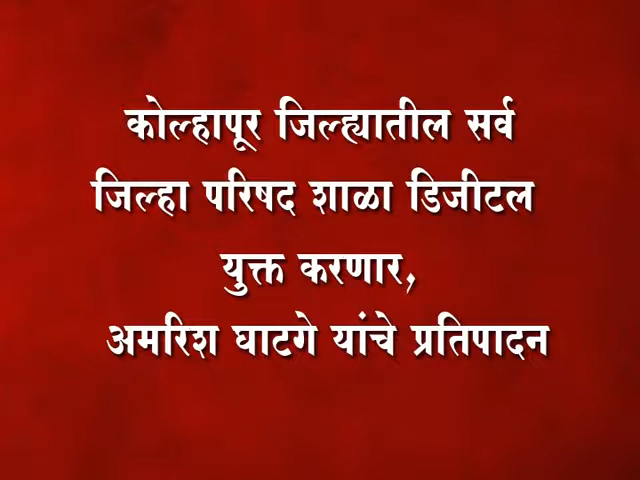 कोल्हापूर जिल्ह्यातील सर्व
जिल्हा परिषद शाळा डिजीटल
युक्त करणार,
अमरिश घाटगे यांचे प्रतिपादन